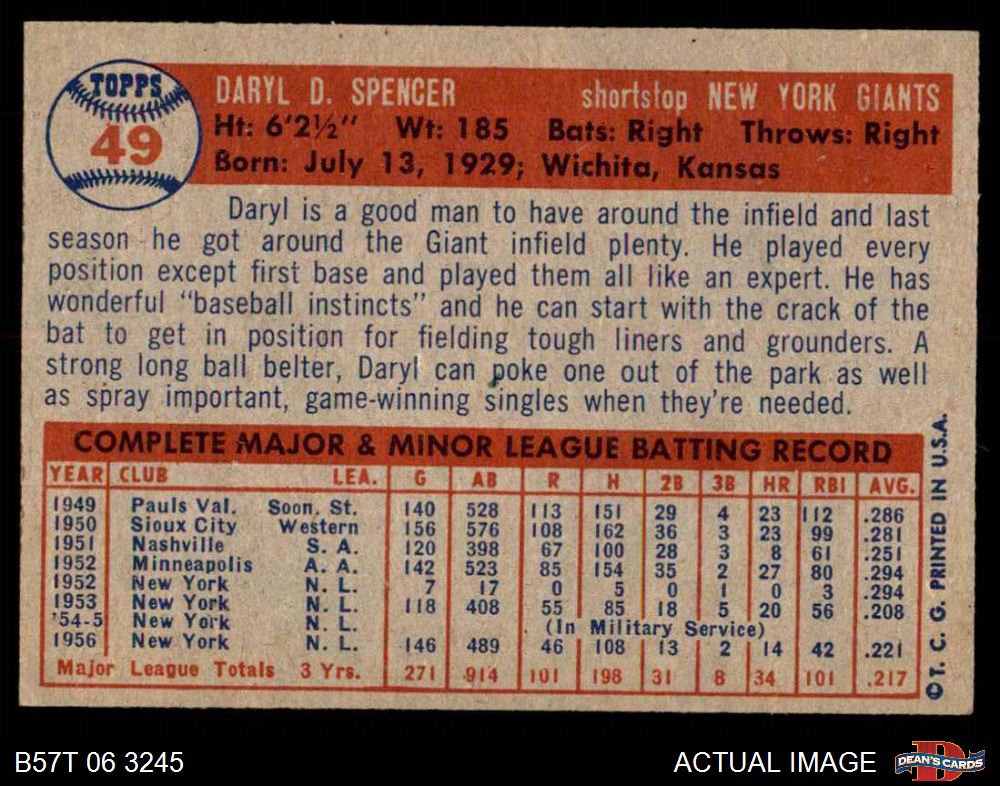 TOPPS
49
DARYL D. SPENCER shortstop NEW YORK GIANTS
Ht: 6'2½" Wt: 185 Bats: Right Throws: Right
Born: July 13, 1929; Wichita, Kansas
Daryl is a good man to have around the infield and last
season he got around the Giant infield plenty. He played every
position except first base and played them all like an expert. He has
wonderful "baseball instincts" and he can start with the crack of the
bat to get in position for fielding tough liners and grounders. A
strong long ball belter, Daryl can poke one out of the park as well
as spray important, game-winning singles when they're needed.
COMPLETE MAJOR & MINOR LEAGUE BATTING RECORD
YEAR CLUB LEA. G AB R H 2B 3B HR RBI AVG.
1949 Pauls Val. Soon. St. 140 528 113 151 29 4 23 112 .286
1950 Sioux City Western 156 576 108 162 36 3 23 99 .281
1951 Nashville S. A. 120 398 67 100 28 3 8 61 .251
1952 Minneapolis A. A. 142 523 85 154 35 2 27 80 .294
1952 New York N. L. 7 17 0 5 0 1 0 3 .294
1953 New York N. L. 118 408 55 85 18 5 20 56 .208
'54-5 New York N. L. (In Military Service)
1956 New York N. L. 146 489 46 108 13 2 14 42 .221
Major League Totals 3 Yrs. 271 914 101 198 31 8 34 101 .217
©T. C. G. PRINTED IN U.S.A.
B57T 06 3245 ACTUAL IMAGE
D
DEAN'S CARDS